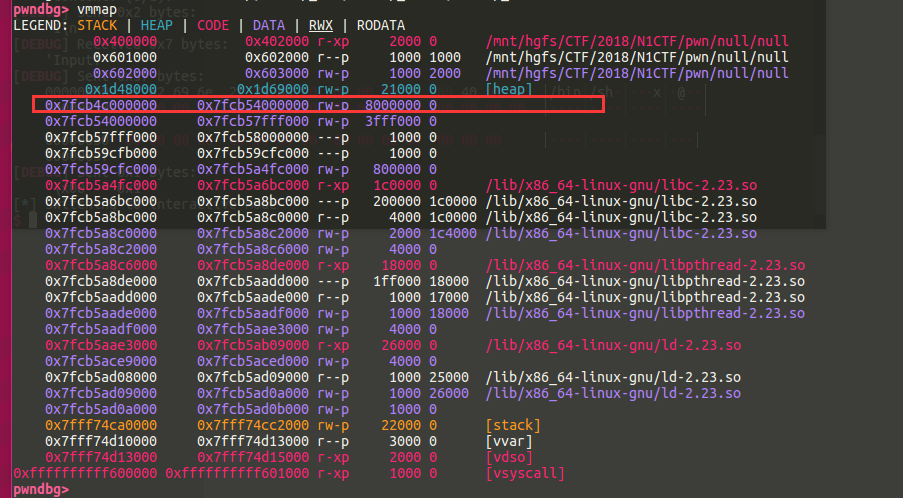 pwndbg> vmmap
LEGEND: STACK | HEAP | CODE | DATA | RWX | RODATA
0x400000 0x402000 r-xp 2000 0 /mnt/hgfs/CTF/2018/N1CTF/pwn/null/null
0x601000 0x602000 r--p 1000 1000 /mnt/hgfs/CTF/2018/N1CTF/pwn/null/null
0x602000 0x603000 rw-p 1000 2000 /mnt/hgfs/CTF/2018/N1CTF/pwn/null/null
0x1d48000 0x1d69000 rw-p 21000 0 [heap]
0x7fcb4c000000 0x7fcb54000000 rw-p 8000000 0
0x7fcb54000000 0x7fcb57fff000 rw-p 3fff000 0
0x7fcb57fff000 0x7fcb58000000 ---p 1000 0
0x7fcb59cfb000 0x7fcb59cfc000 ---p 1000 0
0x7fcb59cfc000 0x7fcb5a4fc000 rw-p 800000 0
0x7fcb5a4fc000 0x7fcb5a6bc000 r-xp 1c0000 0 /lib/x86_64-linux-gnu/libc-2.23.so
0x7fcb5a6bc000 0x7fcb5a8bc000 ---p 200000 1c0000 /lib/x86_64-linux-gnu/libc-2.23.so
0x7fcb5a8bc000 0x7fcb5a8c0000 r--p 4000 1c0000 /lib/x86_64-linux-gnu/libc-2.23.so
0x7fcb5a8c0000 0x7fcb5a8c2000 rw-p 2000 1c4000 /lib/x86_64-linux-gnu/libc-2.23.so
0x7fcb5a8c2000 0x7fcb5a8c6000 rw-p 4000 0
0x7fcb5a8c6000 0x7fcb5a8de000 r-xp 18000 0 /lib/x86_64-linux-gnu/libpthread-2.23.so
0x7fcb5a8de000 0x7fcb5aadd000 ---p 1ff000 18000 /lib/x86_64-linux-gnu/libpthread-2.23.so
0x7fcb5aadd000 0x7fcb5aade000 r--p 1000 17000 /lib/x86_64-linux-gnu/libpthread-2.23.so
0x7fcb5aade000 0x7fcb5aadf000 rw-p 1000 18000 /lib/x86_64-linux-gnu/libpthread-2.23.so
0x7fcb5aadf000 0x7fcb5aae3000 rw-p 4000 0
0x7fcb5aae3000 0x7fcb5ab09000 r-xp 26000 0 /lib/x86_64-linux-gnu/ld-2.23.so
0x7fcb5ace9000 0x7fcb5aced000 rw-p 4000 0
0x7fcb5ad08000 0x7fcb5ad09000 r--p 1000 25000 /lib/x86_64-linux-gnu/ld-2.23.so
0x7fcb5ad09000 0x7fcb5ad0a000 rw-p 1000 26000 /lib/x86_64-linux-gnu/ld-2.23.so
0x7fcb5ad0a000 0x7fcb5ad0b000 rw-p 1000 0
0x7fff74ca0000 0x7fff74cc2000 rw-p 22000 0 [stack]
0x7fff74d10000 0x7fff74d13000 r--p 3000 0 [vvar]
0x7fff74d13000 0x7fff74d15000 r-xp 2000 0 [vdso]
0xffffffffff600000 0xffffffffff601000 r-xp 1000 0 [vsyscall]
pwndbg>